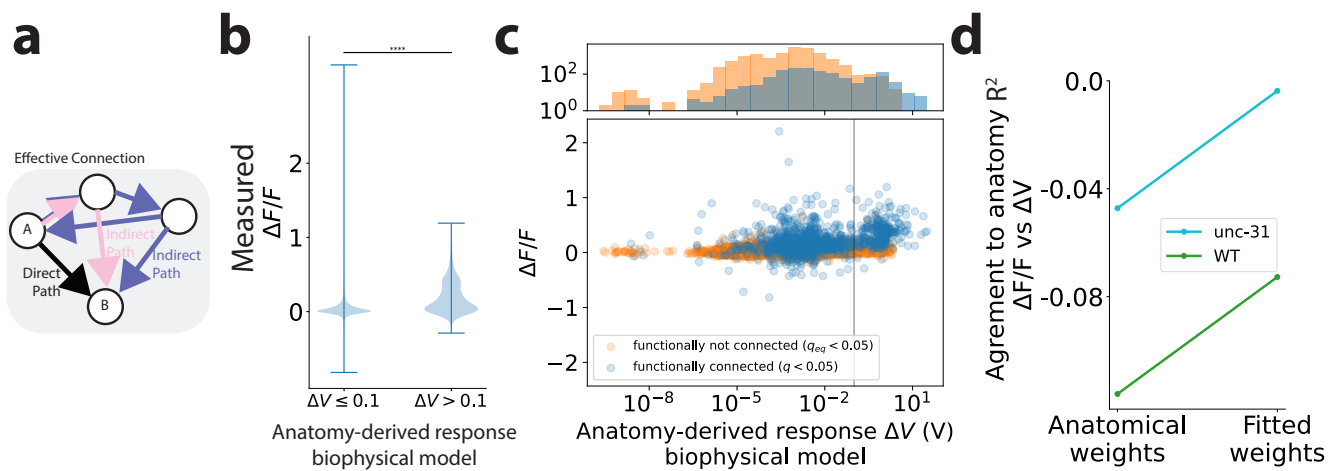 a
Effective Connection
A
Indirect
Path
Indirect
Path
Direct
Path
B
b
****
Measured
ΔF/F
2
1
0
ΔV ≤ 0.1
ΔV > 0.1
Anatomy-derived response
biophysical model
c
10²
10⁰
ΔF/F
2
1
0
−1
−2
functionally not connected (q_eq < 0.05)
functionally connected (q < 0.05)
10⁻⁸
10⁻⁵
10⁻²
10¹
Anatomy-derived response ΔV (V)
biophysical model
d
Agrement to anatomy R²
ΔF/F vs ΔV
0.0
-0.04
-0.08
unc-31
WT
Anatomical
weights
Fitted
weights